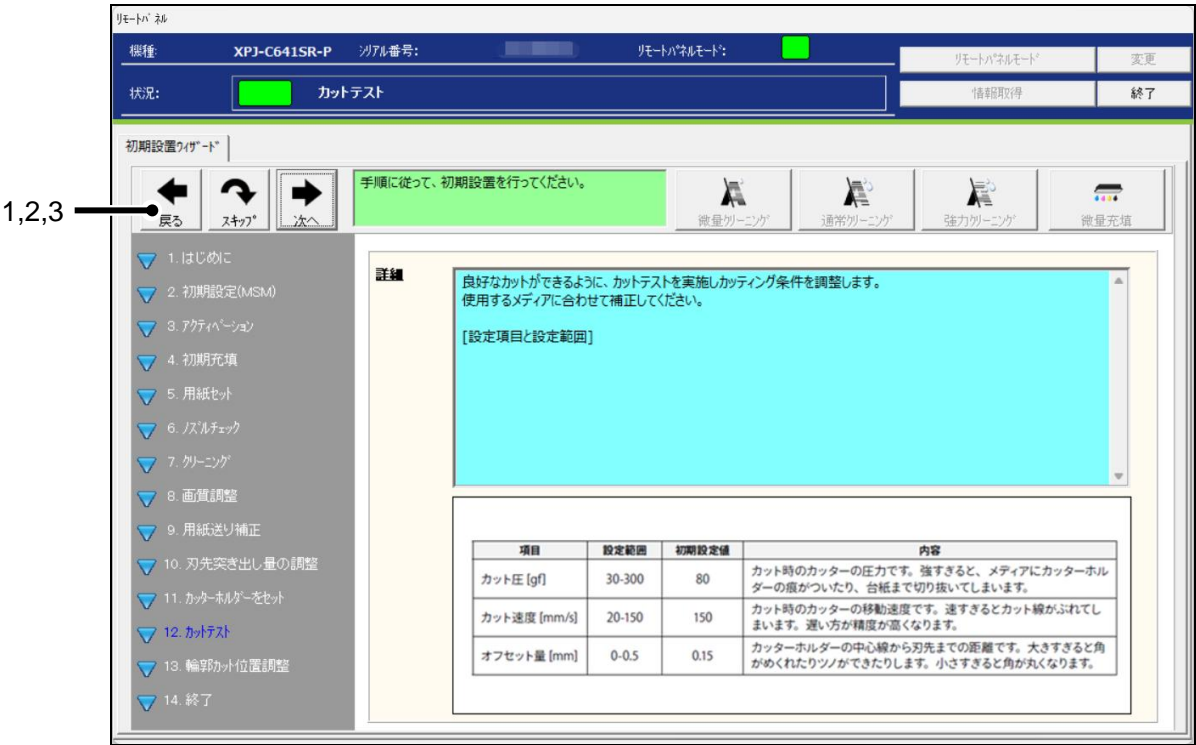 リモートパネル
機種: XPJ-C641SR-P シリアル番号: リモートパネルモード: リモートパネルモード 変更
状況: カットテスト 情報取得 終了
初期設置ウィザード
1,2,3
戻る スキップ 次へ 手順に従って、初期設置を行ってください。 微量クリーニング 通常クリーニング 強力クリーニング 微量充填
1. はじめに
2. 初期設定(MSM)
3. アクティベーション
4. 初期充填
5. 用紙セット
6. ノズルチェック
7. クリーニング
8. 画質調整
9. 用紙送り補正
10. 刃先突き出し量の調整
11. カッターホルダーをセット
12. カットテスト
13. 輪郭カット位置調整
14. 終了
詳細
良好なカットができるように、カットテストを実施しカッティング条件を調整します。
使用するメディアに合わせて補正してください。
[設定項目と設定範囲]
項目 設定範囲 初期設定値 内容
カット圧 [gf] 30-300 80 カット時のカッターの圧力です。強すぎると、メディアにカッターホル
ダーの痕がついたり、台紙まで切り抜いてしまいます。
カット速度 [mm/s] 20-150 150 カット時のカッターの移動速度です。速すぎるとカット線がぶれてし
まいます。遅い方が精度が高くなります。
オフセット量 [mm] 0-0.5 0.15 カッターホルダーの中心線から刃先までの距離です。大きすぎると角
がめくれたりツノができたりします。小さすぎると角が丸くなります。